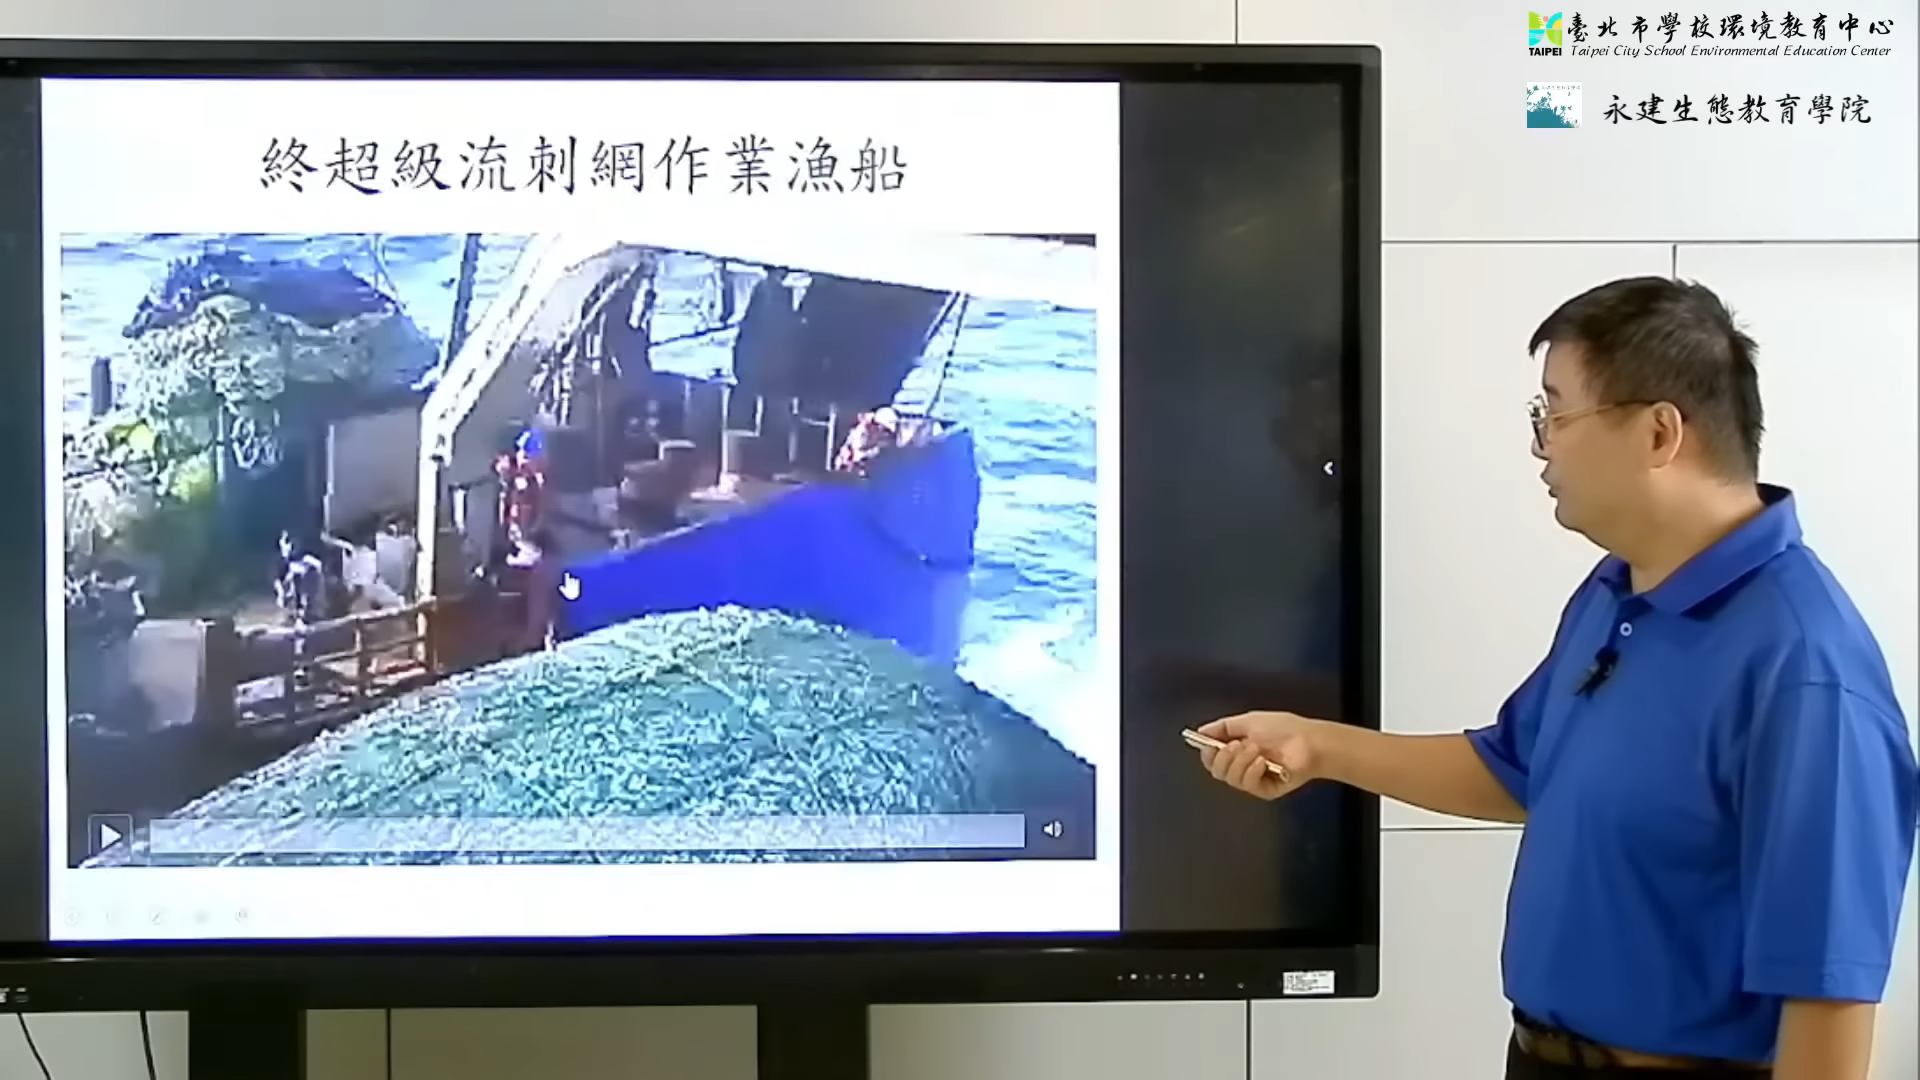 臺北市學校環境教育中心
TAIPEI
Taipei City School Environmental Education Center
永建生態教育學院
終超級流刺網作業漁船